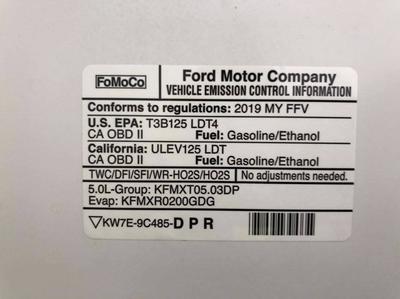 FoMoCo
Ford Motor Company
VEHICLE EMISSION CONTROL INFORMATION
Conforms to regulations: 2019 MY FFV
U.S. EPA: T3B125 LDT4
CA OBD II Fuel: Gasoline/Ethanol
California: ULEV125 LDT
CA OBD II Fuel: Gasoline/Ethanol
TWC/DFI/SFI/WR-HO2S/HO2S No adjustments needed.
5.0L-Group: KFMXT05.03DP
Evap: KFMXR0200GDG
KW7E-9C485-DPR